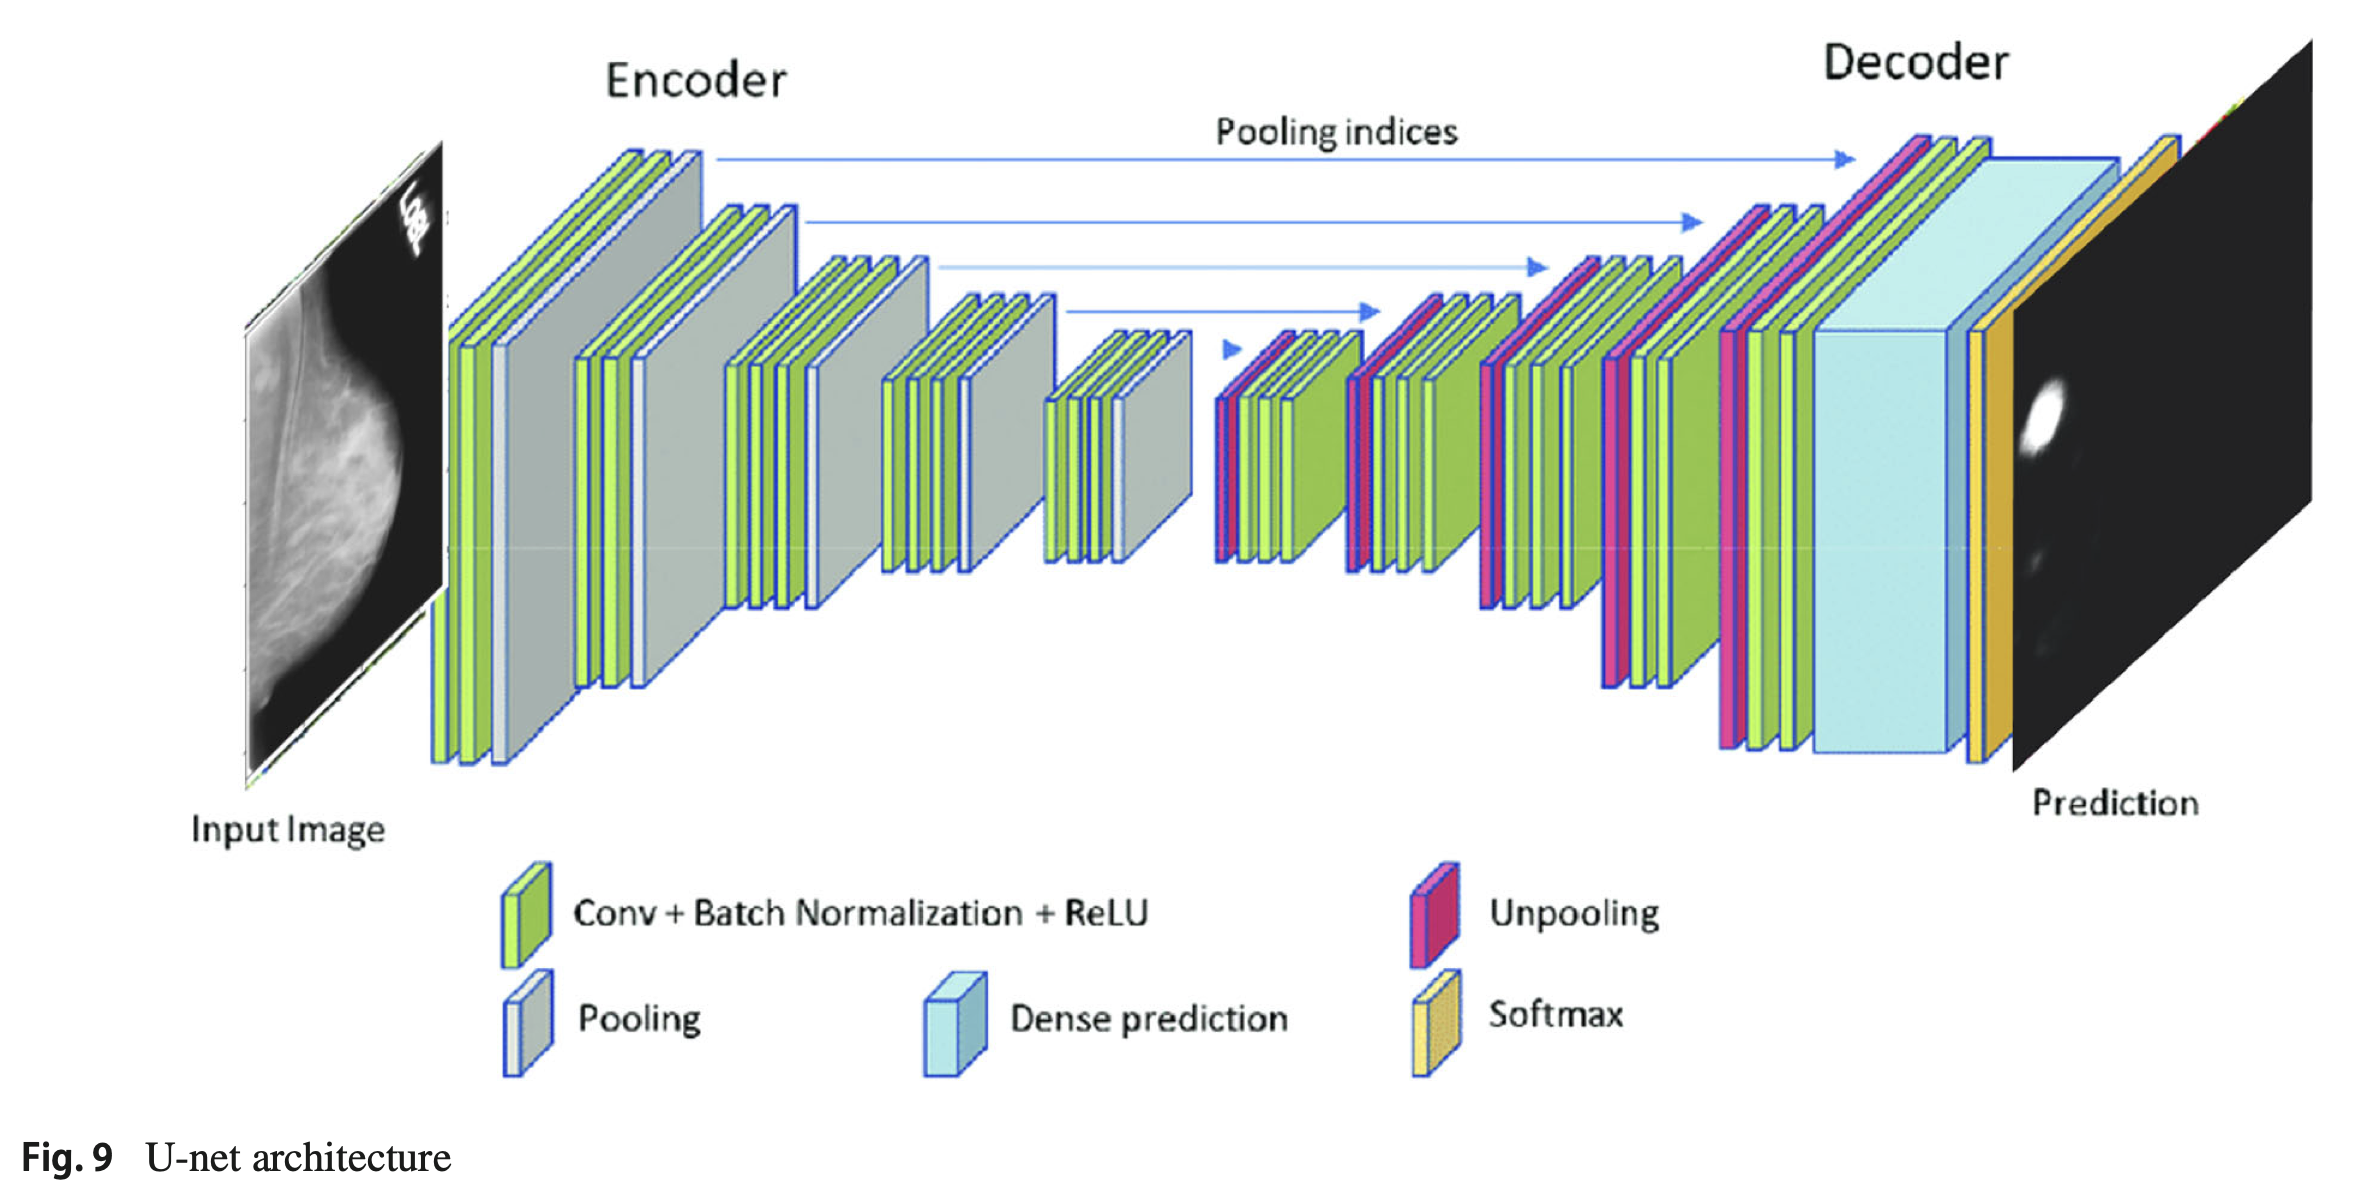 Encoder
Decoder
Pooling indices
Input Image
Prediction
Conv + Batch Normalization + ReLU
Unpooling
Pooling
Dense prediction
Softmax
Fig. 9 U-net architecture